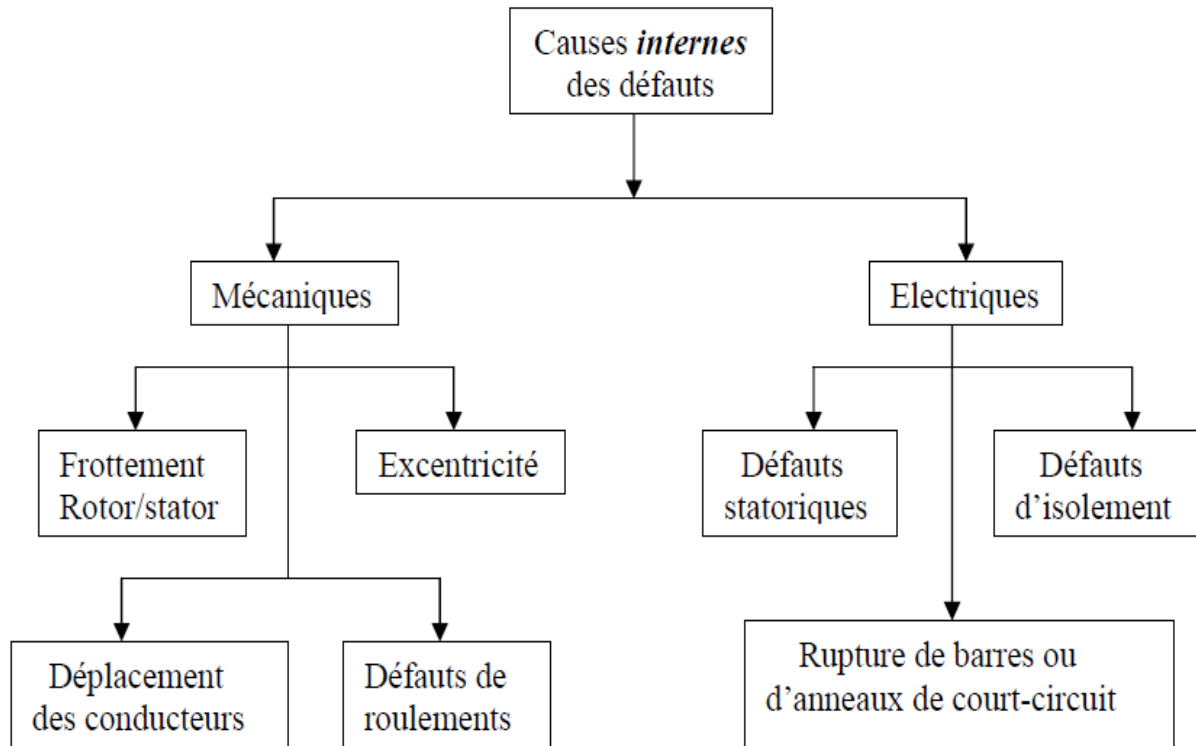 Causes internes
des défauts
Mécaniques
Electriques
Frottement
Rotor/stator
Excentricité
Défauts
statoriques
Défauts
d'isolement
Déplacement
des conducteurs
Défauts de
roulements
Rupture de barres ou
d'anneaux de court-circuit